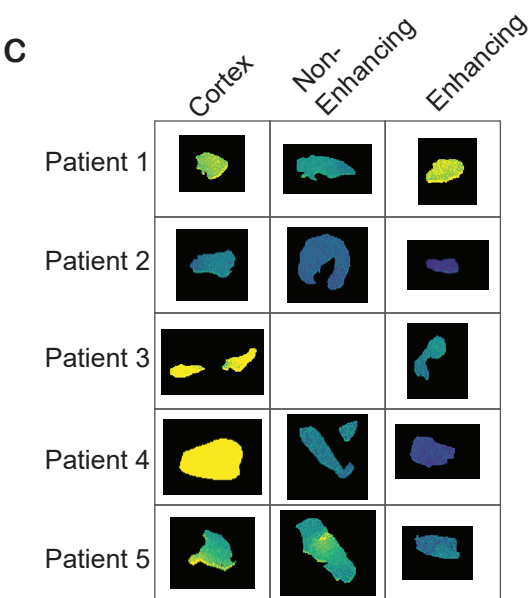 C
Cortex
Non-
Enhancing
Enhancing
Patient 1
Patient 2
Patient 3
Patient 4
Patient 5